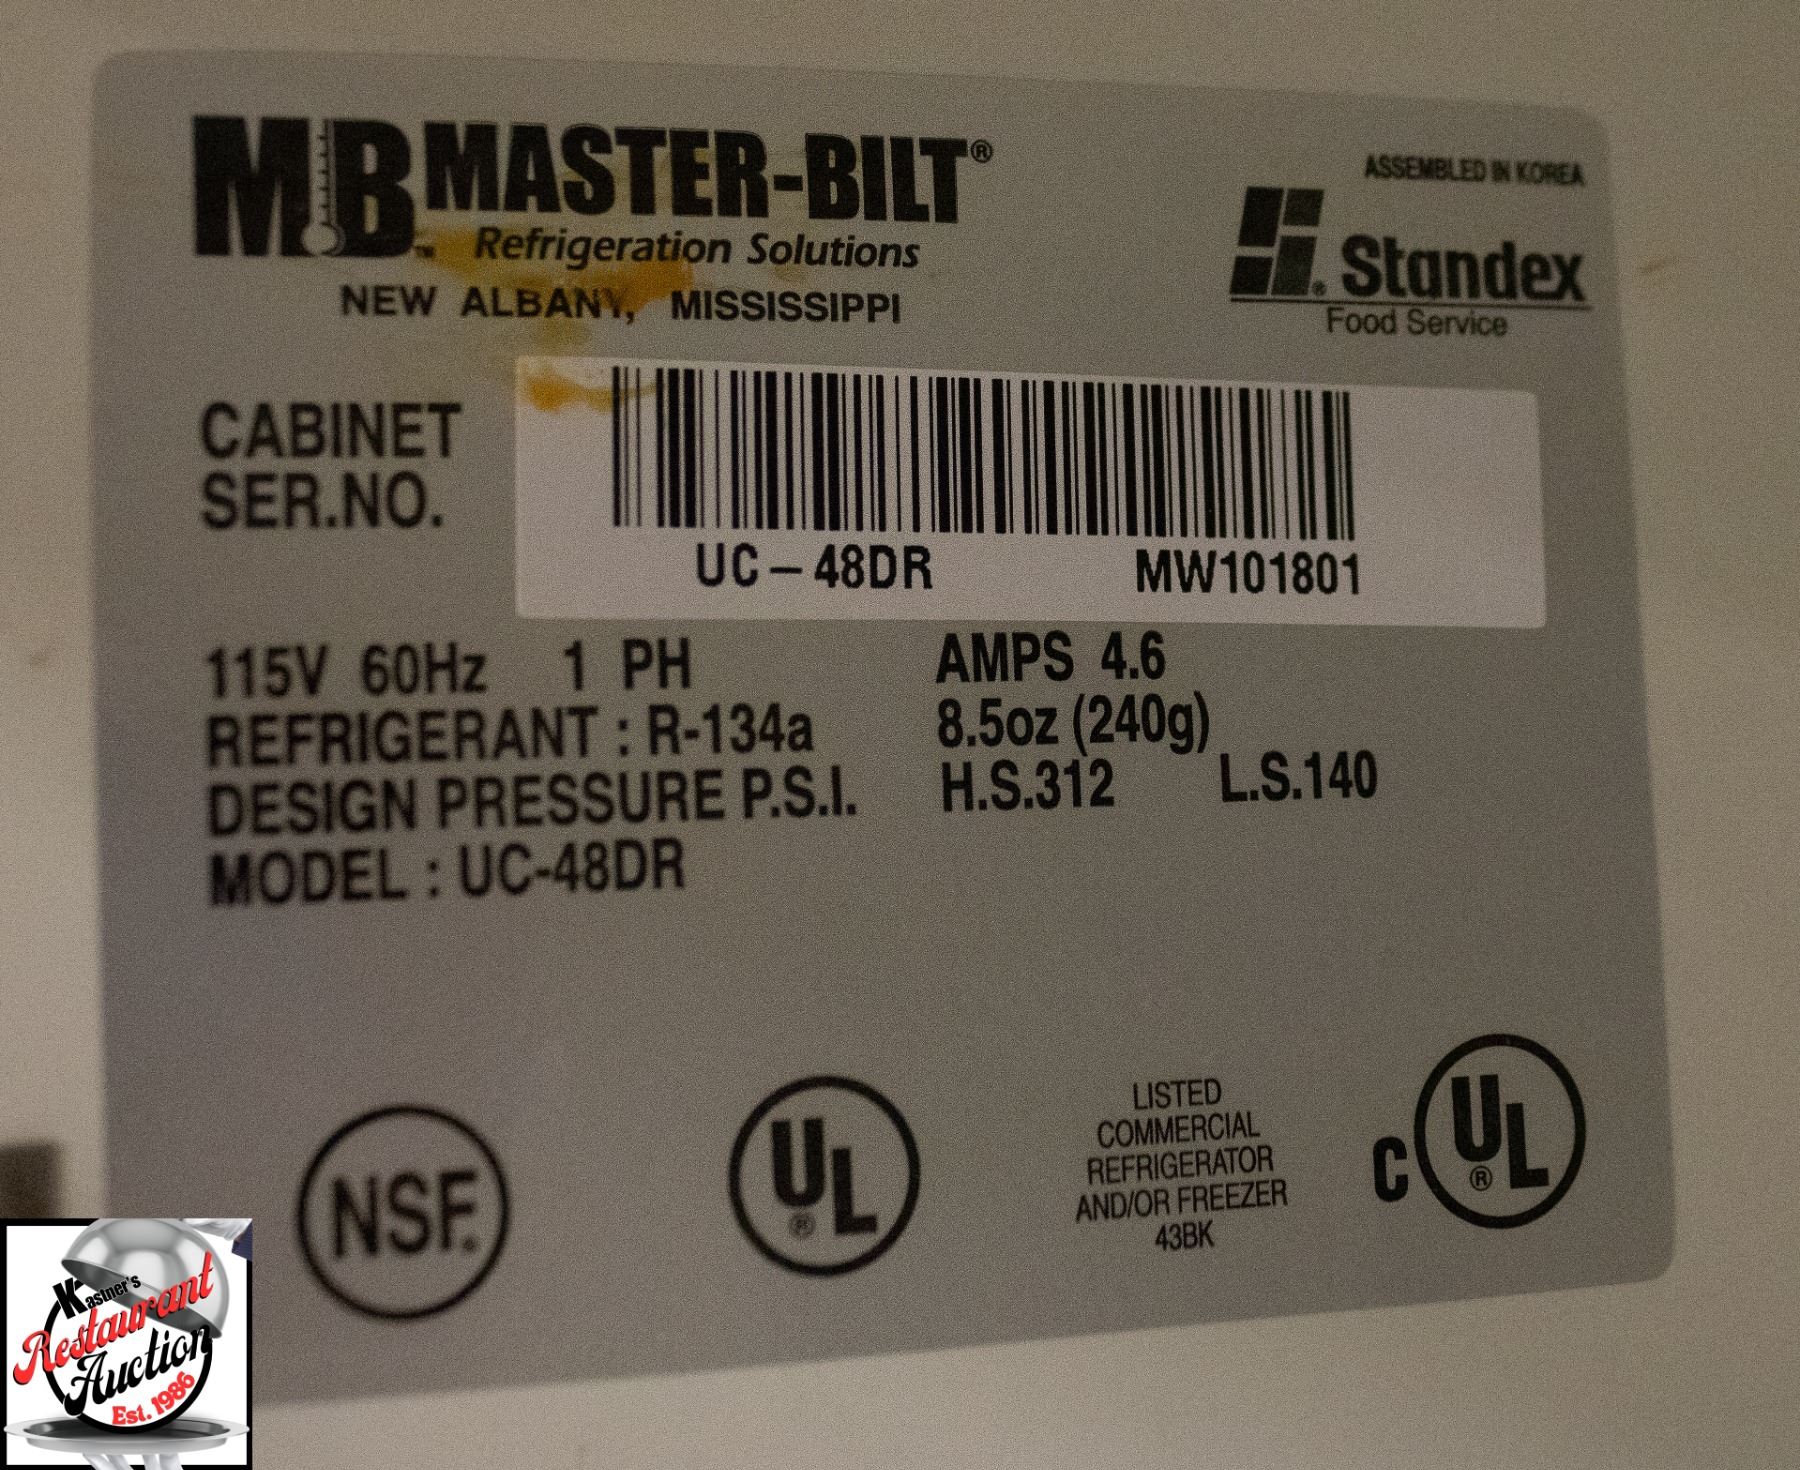 MB™ MASTER-BILT®
Refrigeration Solutions
NEW ALBANY, MISSISSIPPI
ASSEMBLED IN KOREA
Standex
Food Service
CABINET
SER.NO.
UC-48DR MW101801
115V 60Hz 1 PH AMPS 4.6
REFRIGERANT : R-134a 8.5oz (240g)
DESIGN PRESSURE P.S.I. H.S.312 L.S.140
MODEL : UC-48DR
NSF®
UL®
LISTED
COMMERCIAL
REFRIGERATOR
AND/OR FREEZER
43BK
C UL®
Kastner's
Restaurant
Auction
Est. 1986